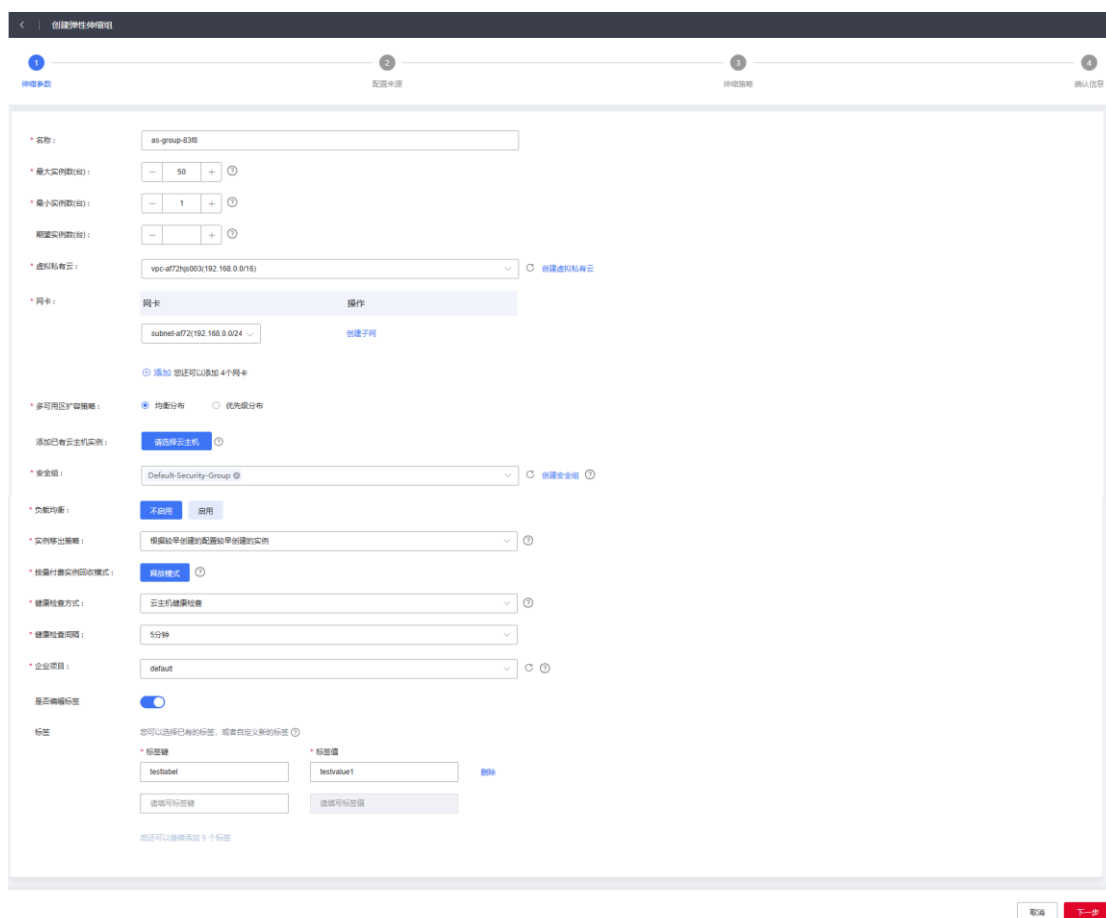 创建弹性伸缩组
1 2 3 4
伸缩参数 配置来源 伸缩策略 确认信息
* 名称： as-group-83f8
* 最大实例数(台)： − 50 + ?
* 最小实例数(台)： − 1 + ?
期望实例数(台)： − + ?
* 虚拟私有云： vpc-af72hjs003(192.168.0.0/16) 创建虚拟私有云
* 网卡： 网卡 操作
subnet-af72(192.168.0.0/24 创建子网
添加 您还可以添加 4个网卡
* 多可用区扩容策略： 均衡分布 优先级分布
添加已有云主机实例： 请选择云主机 ?
* 安全组： Default-Security-Group 创建安全组 ?
* 负载均衡： 不启用 启用
* 实例移出策略： 根据较早创建的配置较早创建的实例 ?
* 按量付费实例回收模式： 释放模式 ?
* 健康检查方式： 云主机健康检查 ?
* 健康检查间隔： 5分钟
* 企业项目： default ?
是否编辑标签
标签 您可以选择已有的标签，或者自定义新的标签 ?
* 标签键 * 标签值
testlabel testvalue1 删除
请填写标签键 请填写标签值
您还可以继续添加 9 个标签
取消 下一步